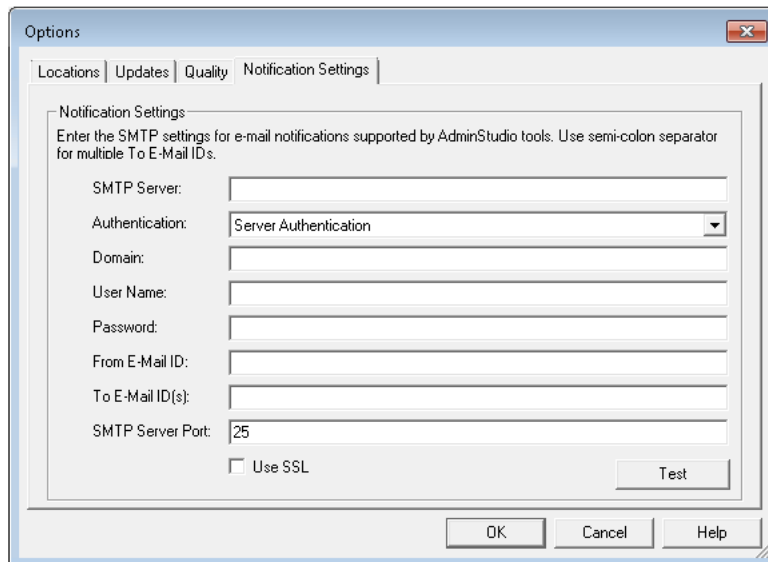 Options
Locations Updates Quality Notification Settings
Notification Settings
Enter the SMTP settings for e-mail notifications supported by AdminStudio tools. Use semi-colon separator
for multiple To E-Mail IDs.
SMTP Server:
Authentication: Server Authentication
Domain:
User Name:
Password:
From E-Mail ID:
To E-Mail ID(s):
SMTP Server Port: 25
Use SSL
Test
OK Cancel Help